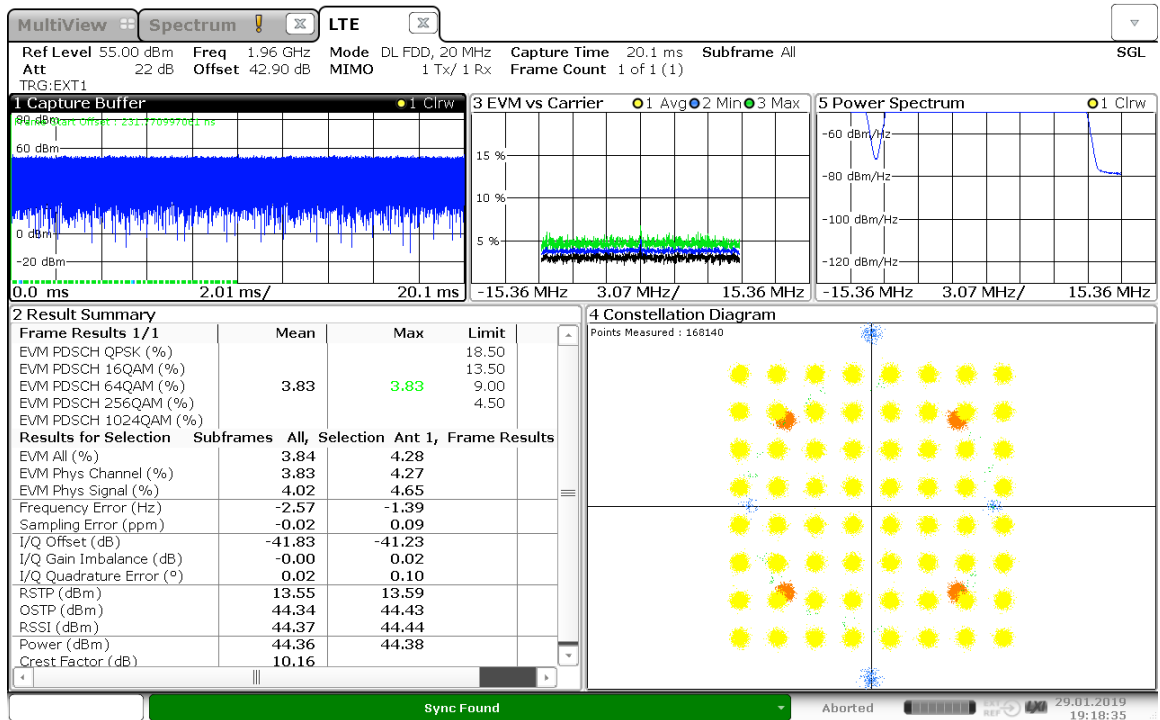 MultiView Spectrum LTE
Ref Level 55.00 dBm Freq 1.96 GHz Mode DL FDD, 20 MHz Capture Time 20.1 ms Subframe All SGL
Att 22 dB Offset 42.90 dB MIMO 1 Tx/ 1 Rx Frame Count 1 of 1 (1)
TRG:EXT1
1 Capture Buffer 1 Clrw
80 dBm
Frame Start Offset : 231.370997061 ns
60 dBm
0 dBm
-20 dBm
0.0 ms 2.01 ms/ 20.1 ms
3 EVM vs Carrier 1 Avg 2 Min 3 Max
15 %
10 %
5 %
-15.36 MHz 3.07 MHz/ 15.36 MHz
5 Power Spectrum 1 Clrw
-60 dBm/Hz
-80 dBm/Hz
-100 dBm/Hz
-120 dBm/Hz
-15.36 MHz 3.07 MHz/ 15.36 MHz
2 Result Summary
Frame Results 1/1 Mean Max Limit
EVM PDSCH QPSK (%) 18.50
EVM PDSCH 16QAM (%) 13.50
EVM PDSCH 64QAM (%) 3.83 3.83 9.00
EVM PDSCH 256QAM (%) 4.50
EVM PDSCH 1024QAM (%)
Results for Selection Subframes All, Selection Ant 1, Frame Results
EVM All (%) 3.84 4.28
EVM Phys Channel (%) 3.83 4.27
EVM Phys Signal (%) 4.02 4.65
Frequency Error (Hz) -2.57 -1.39
Sampling Error (ppm) -0.02 0.09
I/Q Offset (dB) -41.83 -41.23
I/Q Gain Imbalance (dB) -0.00 0.02
I/Q Quadrature Error (°) 0.02 0.10
RSTP (dBm) 13.55 13.59
OSTP (dBm) 44.34 44.43
RSSI (dBm) 44.37 44.44
Power (dBm) 44.36 44.38
Crest Factor (dB) 10.16
4 Constellation Diagram
Points Measured : 168140
Sync Found
Aborted
EXT
REF
LXI
29.01.2019
19:18:35